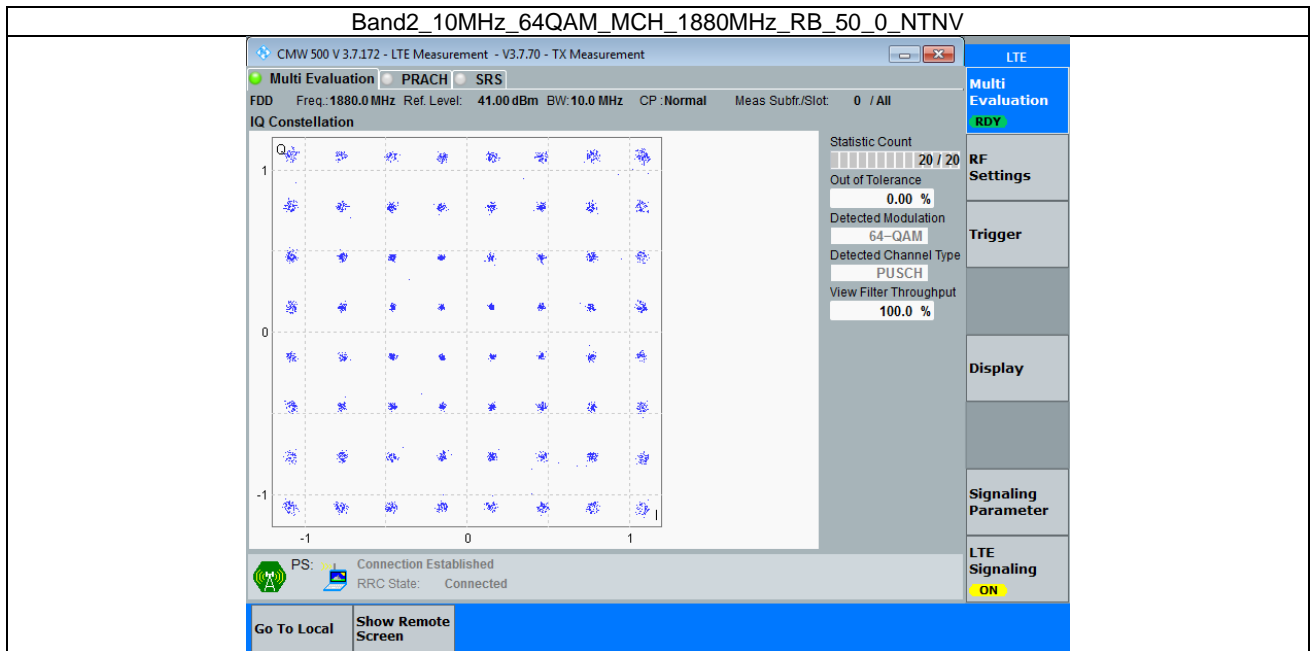 Band2_10MHz_64QAM_MCH_1880MHz_RB_50_0_NTNV
CMW 500 V 3.7.172 - LTE Measurement - V3.7.70 - TX Measurement
LTE
Multi Evaluation PRACH SRS
Multi
Evaluation
RDY
FDD Freq.:1880.0 MHz Ref. Level: 41.00 dBm BW:10.0 MHz CP :Normal Meas Subfr./Slot: 0 / All
IQ Constellation
Q
1
0
-1
-1 0 1
I
Statistic Count
20 / 20
Out of Tolerance
0.00 %
Detected Modulation
64-QAM
Detected Channel Type
PUSCH
View Filter Throughput
100.0 %
RF
Settings
Trigger
Display
Signaling
Parameter
LTE
Signaling
ON
PS: Connection Established
RRC State: Connected
Go To Local
Show Remote
Screen